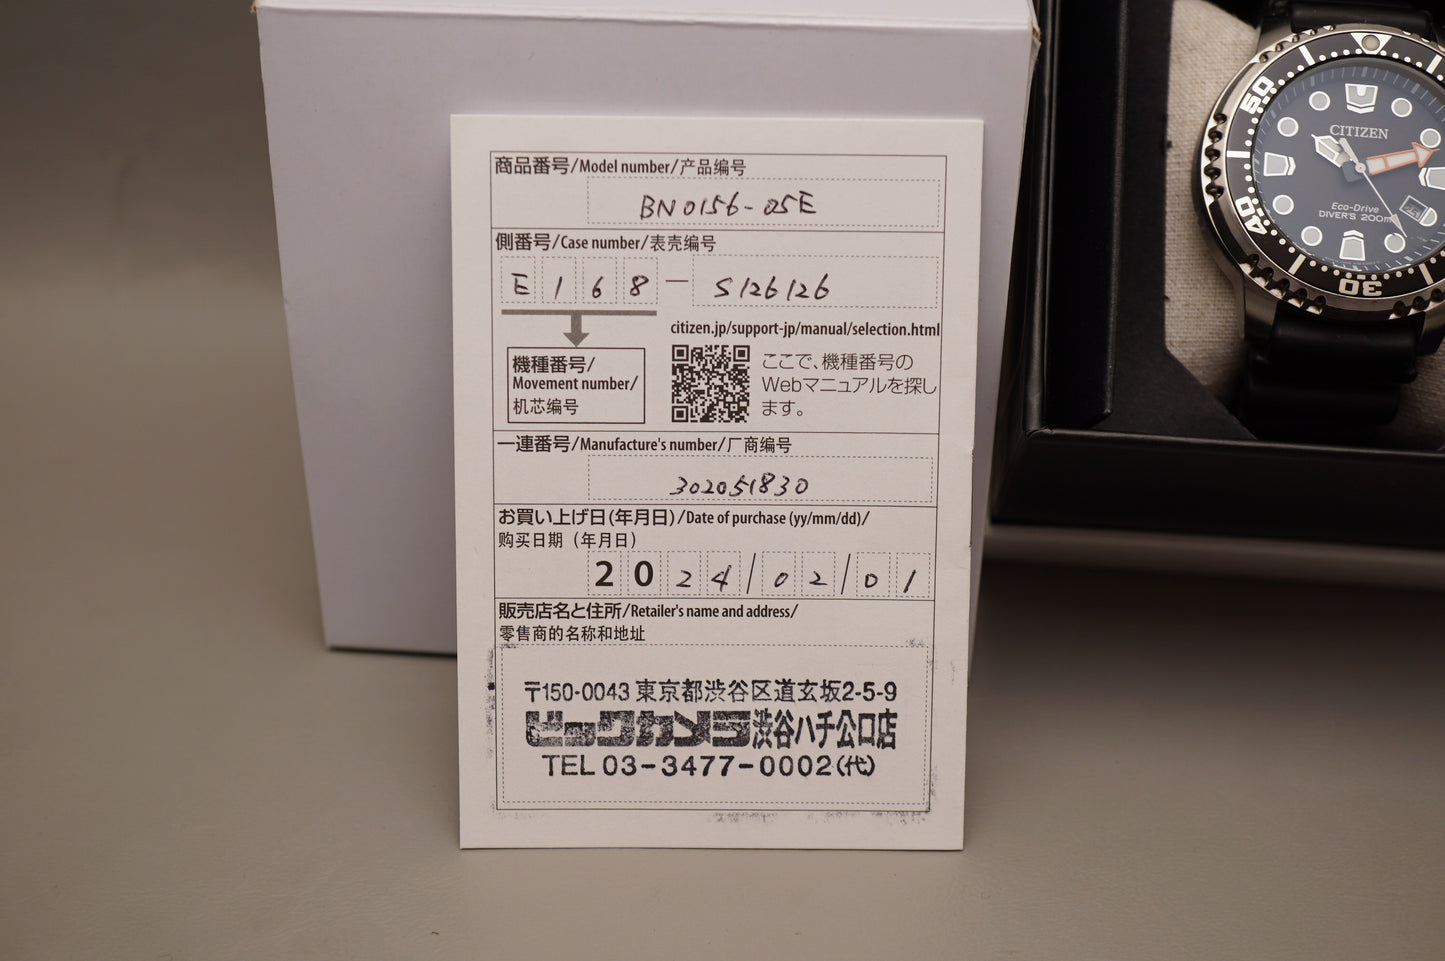 商品番号/Model number/产品编号
BN0156-05E
側番号/Case number/表壳编号
E168-S126126
citizen.jp/support-jp/manual/selection.html
機種番号/
Movement number/
机芯编号
ここで、機種番号の
Webマニュアルを探し
ます。
一連番号/Manufacture's number/厂商编号
302051830
お買い上げ日(年月日)/Date of purchase (yy/mm/dd)/
购买日期（年月日）
2024/02/01
販売店名と住所/Retailer's name and address/
零售商的名称和地址
〒150-0043 東京都渋谷区道玄坂2-5-9
ビックカメラ渋谷ハチ公口店
TEL 03-3477-0002(代)
50
40
30
CITIZEN
Eco-Drive
DIVER'S 200m